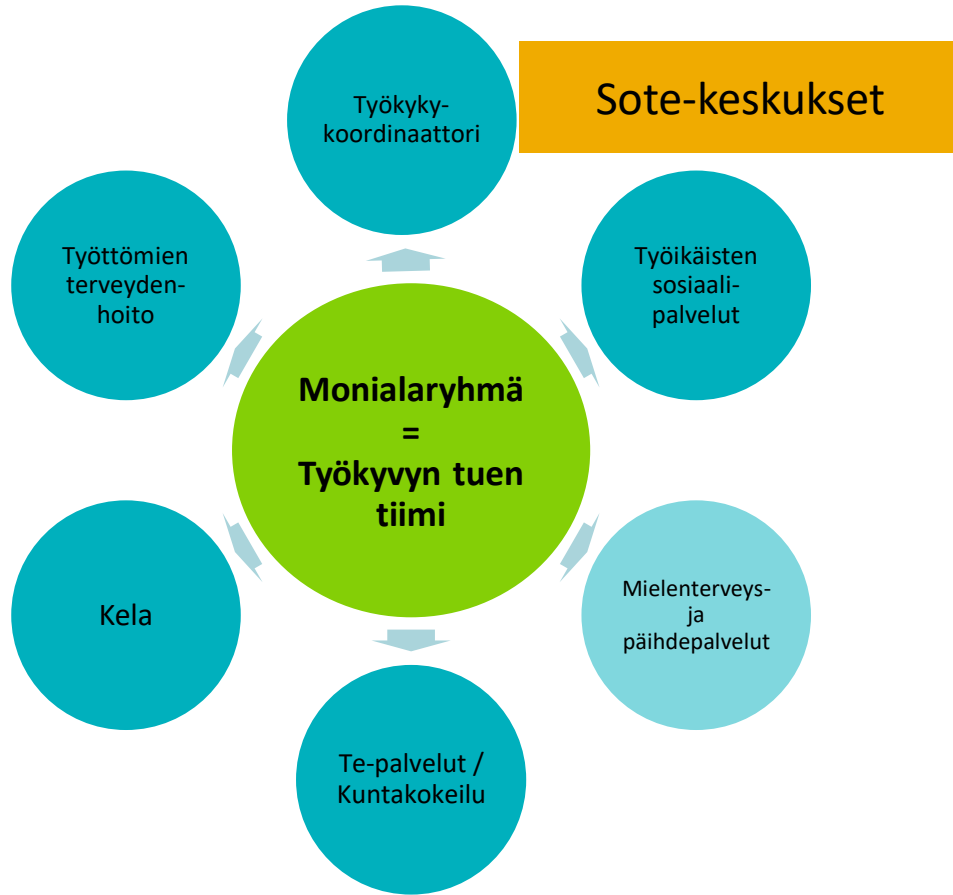 Työkyky-
koordinaattori
Sote-keskukset
Työttömien
terveyden-
hoito
Työikäisten
sosiaali-
palvelut
Monialaryhmä
=
Työkyvyn tuen
tiimi
Kela
Mielenterveys-
ja
päihdepalvelut
Te-palvelut /
Kuntakokeilu